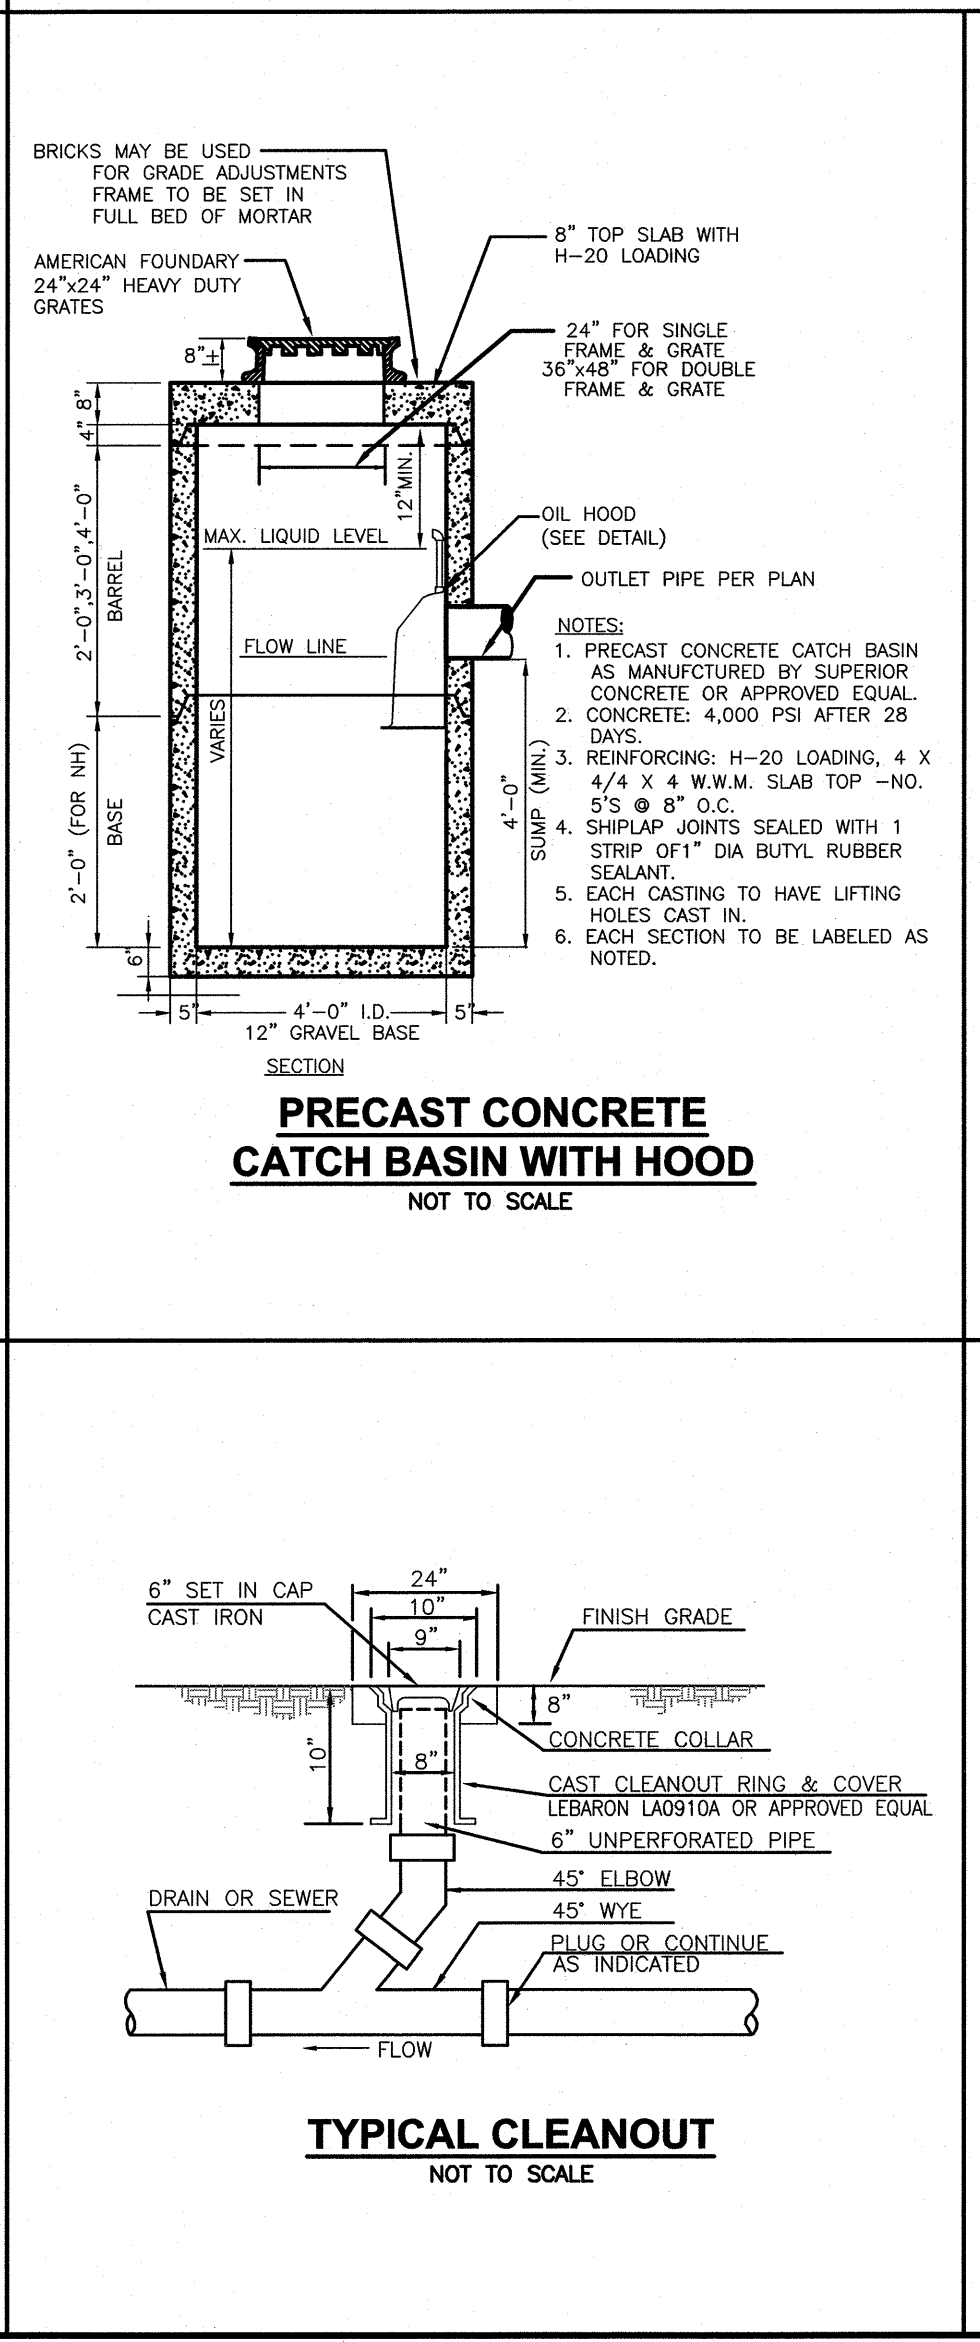 BRICKS MAY BE USED
FOR GRADE ADJUSTMENTS
FRAME TO BE SET IN
FULL BED OF MORTAR
8" TOP SLAB WITH
H-20 LOADING
AMERICAN FOUNDARY
24"x24" HEAVY DUTY
GRATES
24" FOR SINGLE
FRAME & GRATE
36"x48" FOR DOUBLE
FRAME & GRATE
8"±
8"
4"
12"MIN.
2'-0",3'-0",4'-0"
BARREL
MAX. LIQUID LEVEL
OIL HOOD
(SEE DETAIL)
OUTLET PIPE PER PLAN
FLOW LINE
VARIES
2'-0" (FOR NH)
BASE
4'-0"
SUMP (MIN.)
6"
5"
4'-0" I.D.
5"
12" GRAVEL BASE
SECTION
NOTES:
1. PRECAST CONCRETE CATCH BASIN
AS MANUFCTURED BY SUPERIOR
CONCRETE OR APPROVED EQUAL.
2. CONCRETE: 4,000 PSI AFTER 28
DAYS.
3. REINFORCING: H-20 LOADING, 4 X
4/4 X 4 W.W.M. SLAB TOP -NO.
5'S @ 8" O.C.
4. SHIPLAP JOINTS SEALED WITH 1
STRIP OF1" DIA BUTYL RUBBER
SEALANT.
5. EACH CASTING TO HAVE LIFTING
HOLES CAST IN.
6. EACH SECTION TO BE LABELED AS
NOTED.
PRECAST CONCRETE
CATCH BASIN WITH HOOD
NOT TO SCALE
24"
6" SET IN CAP
CAST IRON
10"
9"
FINISH GRADE
8"
10"
CONCRETE COLLAR
8"
CAST CLEANOUT RING & COVER
LEBARON LA0910A OR APPROVED EQUAL
6" UNPERFORATED PIPE
45° ELBOW
DRAIN OR SEWER
45° WYE
PLUG OR CONTINUE
AS INDICATED
FLOW
TYPICAL CLEANOUT
NOT TO SCALE